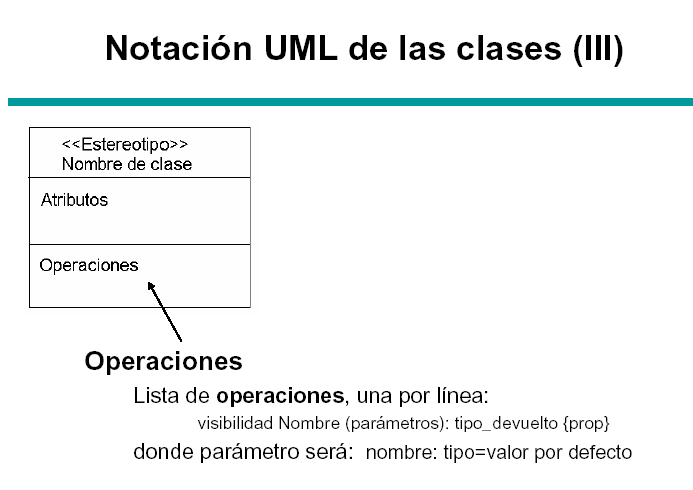 Notación UML de las clases (III)
<<Estereotipo>>
Nombre de clase
Atributos
Operaciones
Operaciones
Lista de operaciones, una por línea:
visibilidad Nombre (parámetros): tipo_devuelto {prop}
donde parámetro será: nombre: tipo=valor por defecto